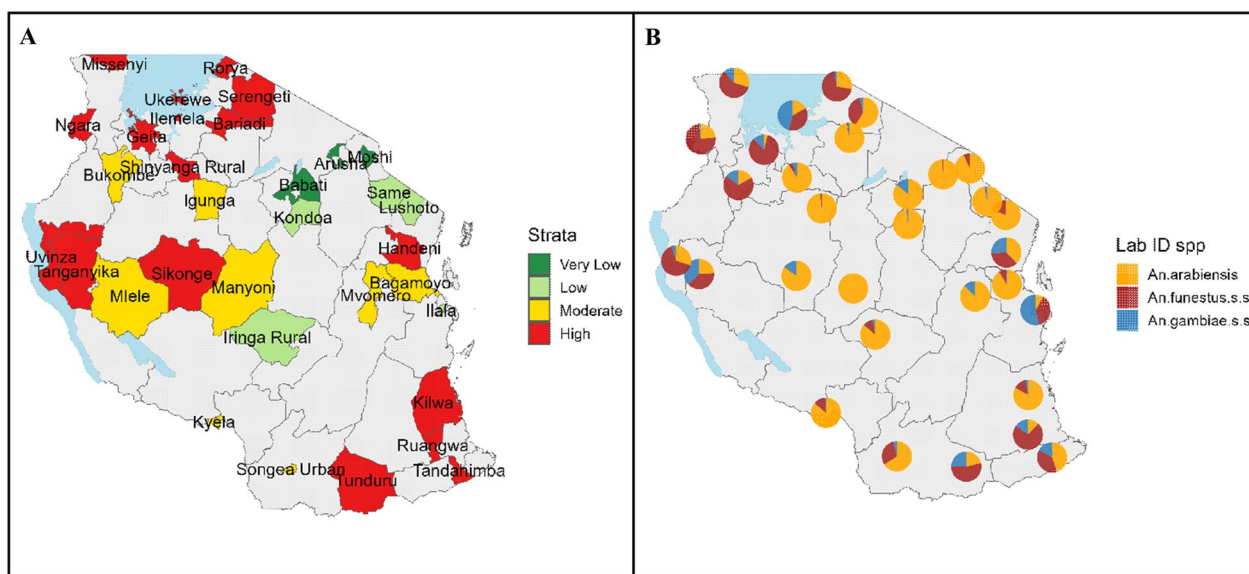 A
Missenyi
Rorya
Ukerewe
Serengeti
Ilemela
Ngara
Bariadi
Geita
Shinyanga Rural
Bukombe
Arusha
Moshi
Babati
Igunga
Same
Kondoa
Lushoto
Handeni
Uvinza
Tanganyika
Sikonge
Bagamoyo
Mlele
Manyoni
Mvomero
Ilala
Iringa Rural
Kilwa
Kyela
Ruangwa
Songea Urban
Tandahimba
Tunduru
Strata
Very Low
Low
Moderate
High
B
Lab ID spp
An.arabiensis
An.funestus.s.s
An.gambiae.s.s